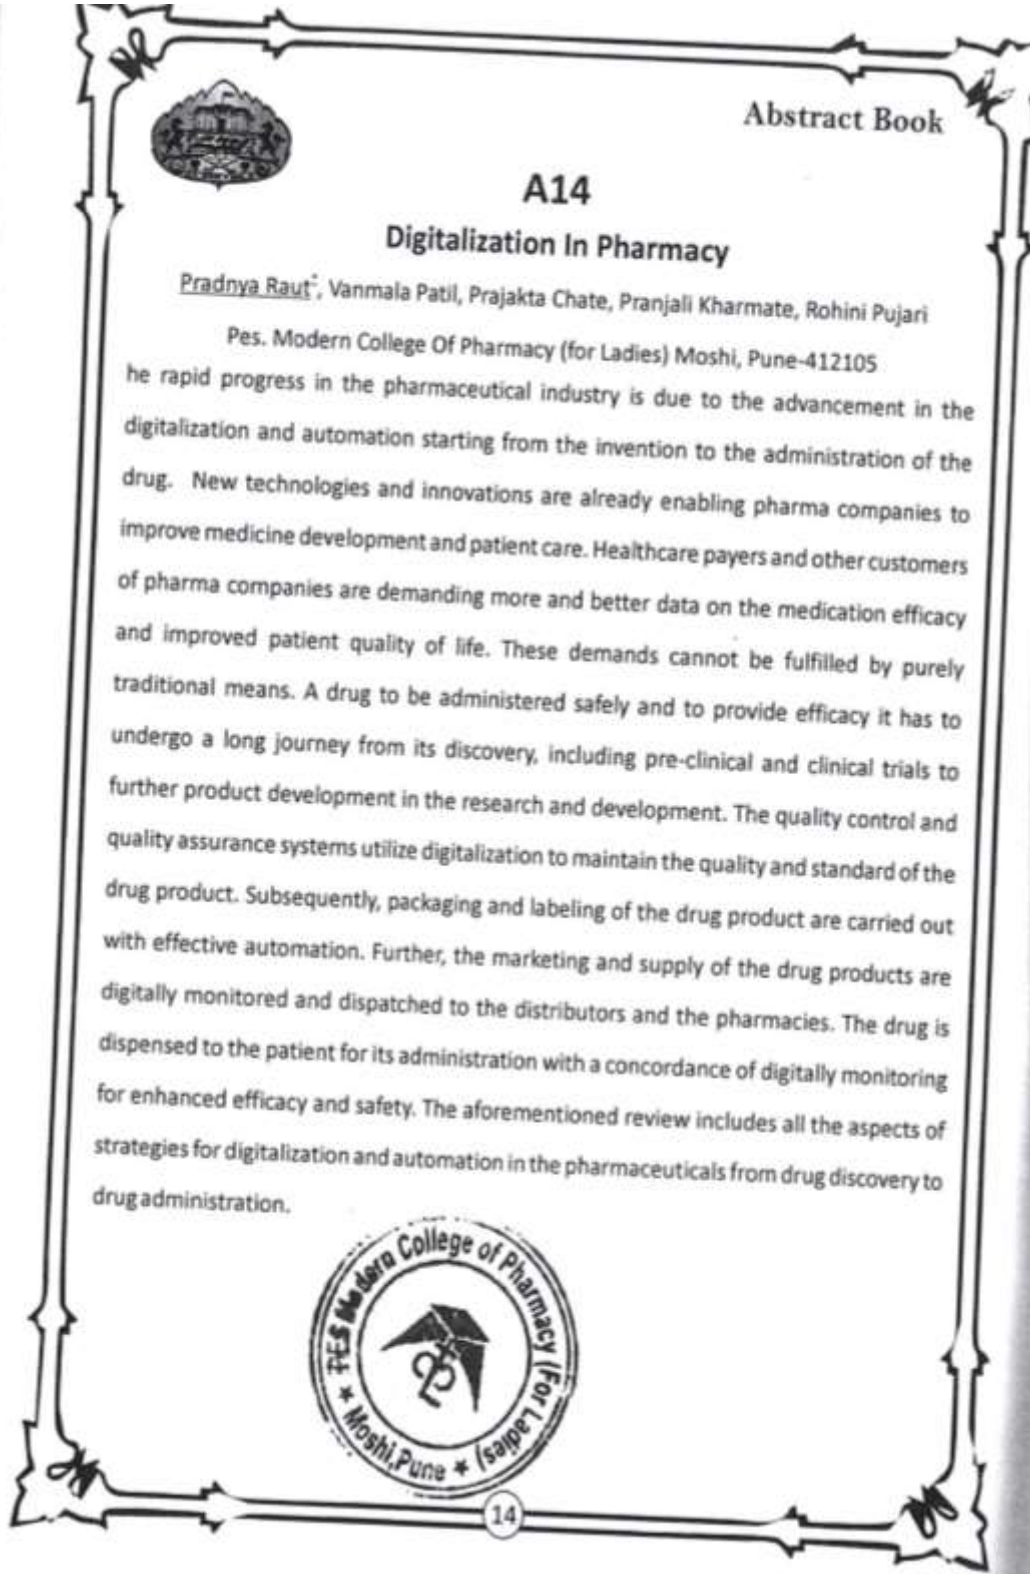 Abstract Book
A14
Digitalization In Pharmacy
Pradnya Raut*, Vanmala Patil, Prajakta Chate, Pranjali Kharmate, Rohini Pujari
Pes. Modern College Of Pharmacy (for Ladies) Moshi, Pune-412105
he rapid progress in the pharmaceutical industry is due to the advancement in the
digitalization and automation starting from the invention to the administration of the
drug. New technologies and innovations are already enabling pharma companies to
improve medicine development and patient care. Healthcare payers and other customers
of pharma companies are demanding more and better data on the medication efficacy
and improved patient quality of life. These demands cannot be fulfilled by purely
traditional means. A drug to be administered safely and to provide efficacy it has to
undergo a long journey from its discovery, including pre-clinical and clinical trials to
further product development in the research and development. The quality control and
quality assurance systems utilize digitalization to maintain the quality and standard of the
drug product. Subsequently, packaging and labeling of the drug product are carried out
with effective automation. Further, the marketing and supply of the drug products are
digitally monitored and dispatched to the distributors and the pharmacies. The drug is
dispensed to the patient for its administration with a concordance of digitally monitoring
for enhanced efficacy and safety. The aforementioned review includes all the aspects of
strategies for digitalization and automation in the pharmaceuticals from drug discovery to
drug administration.
PES Modern College of Pharmacy (For Ladies)
Moshi, Pune
14